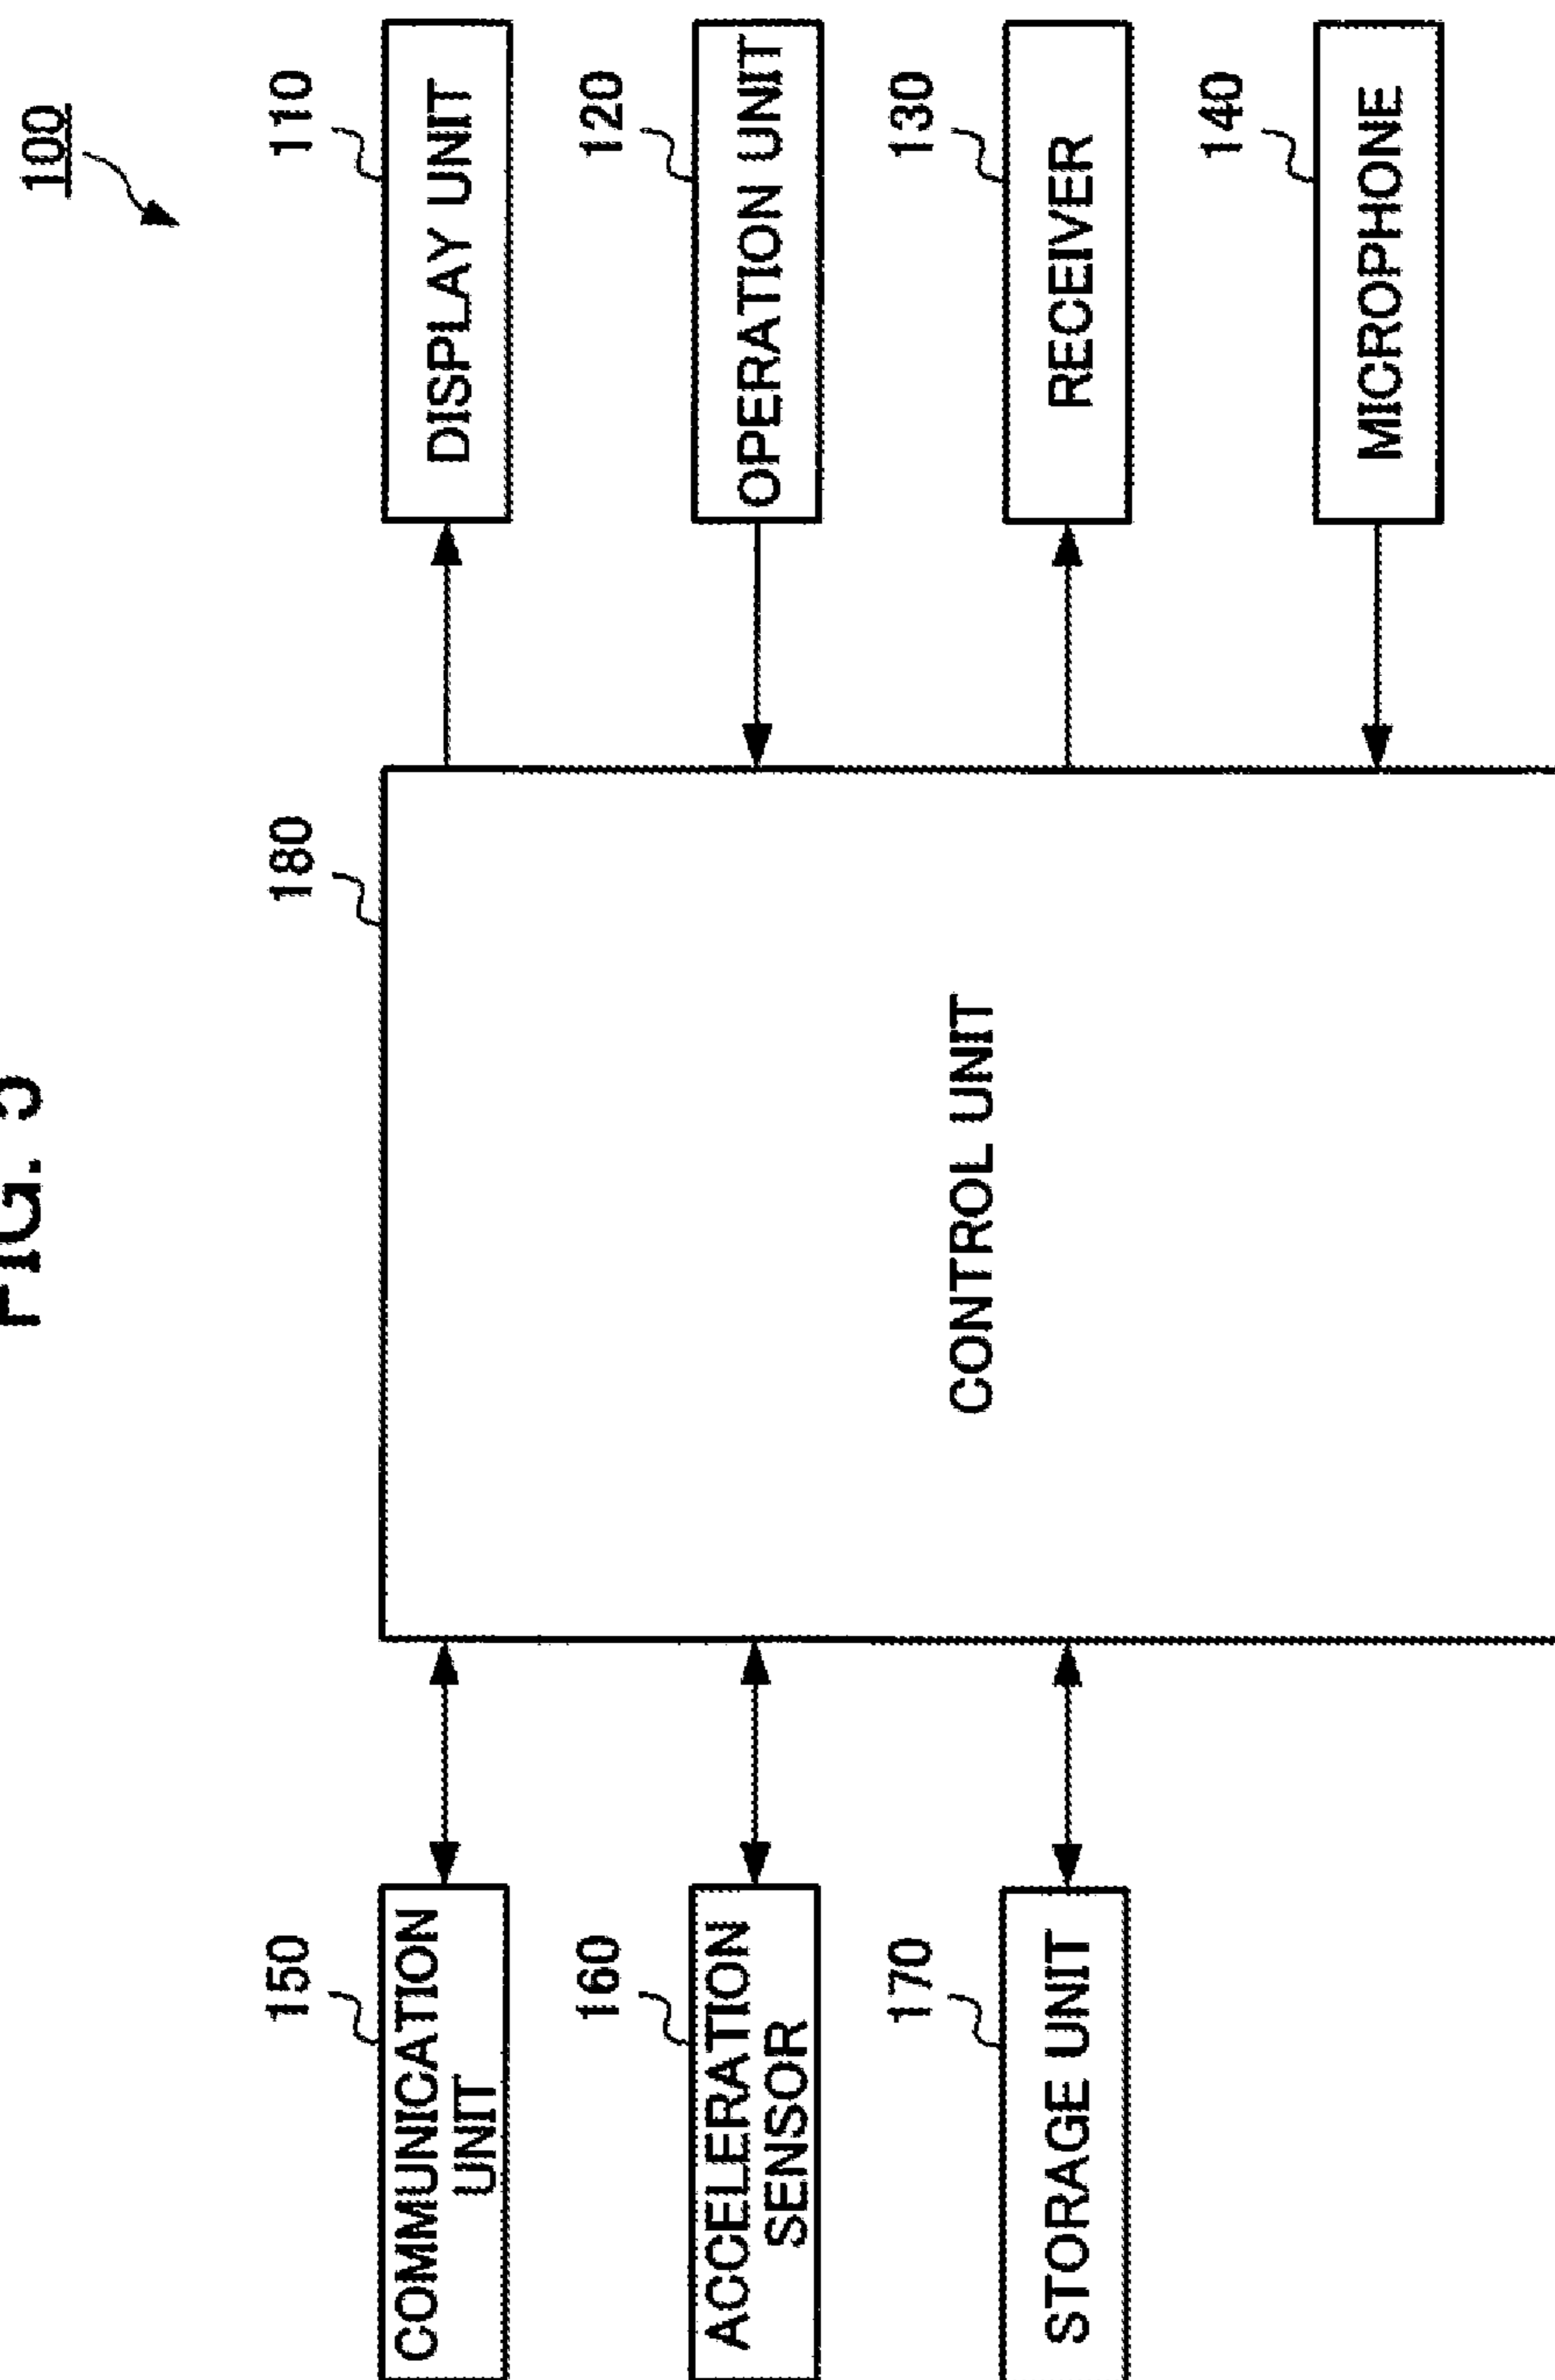 FIG.
100
150
COMMUNICATION
UNIT
160
ACCELERATION
SENSOR
170
STORAGE UNIT
180
CONTROL UNIT
110
DISPLAY UNIT
120
OPERATION UNIT
130
RECEIVER
140
MICROPHONE